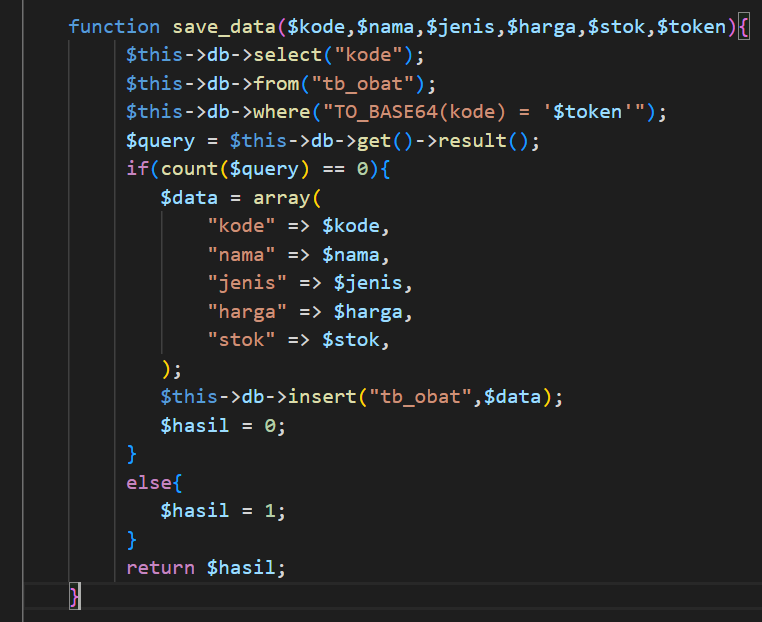 function save_data($kode,$nama,$jenis,$harga,$stok,$token){
$this->db->select("kode");
$this->db->from("tb_obat");
$this->db->where("TO_BASE64(kode) = '$token'");
$query = $this->db->get()->result();
if(count($query) == 0){
$data = array(
"kode" => $kode,
"nama" => $nama,
"jenis" => $jenis,
"harga" => $harga,
"stok" => $stok,
);
$this->db->insert("tb_obat",$data);
$hasil = 0;
}
else{
$hasil = 1;
}
return $hasil;
}